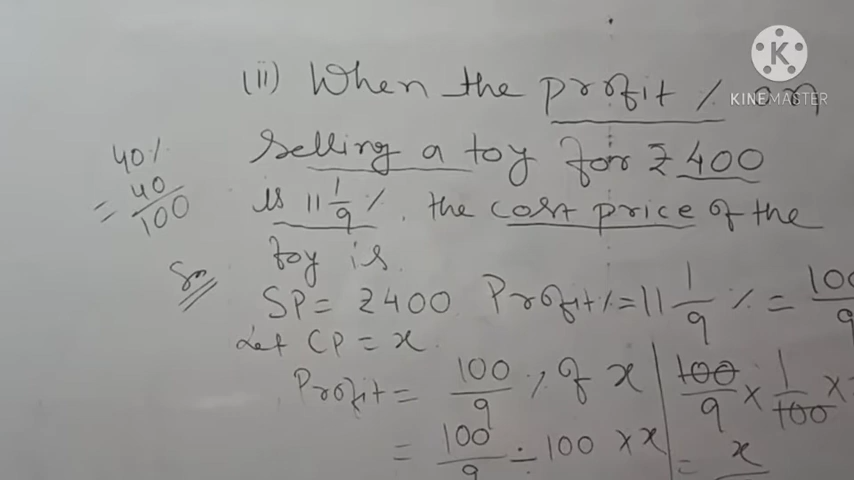 K
KINEMASTER
(ii) When the profit % on
selling a toy for ₹ 400
is 11 1/9 %, the cost price of the
toy is.
40%
= 40/100
Sol
SP = ₹400 Profit% = 11 1/9 % = 100/9
Let CP = x.
Profit = 100/9 % of x | 100/9 × 1/100 ×
= 100/9 ÷ 100 × x | = x